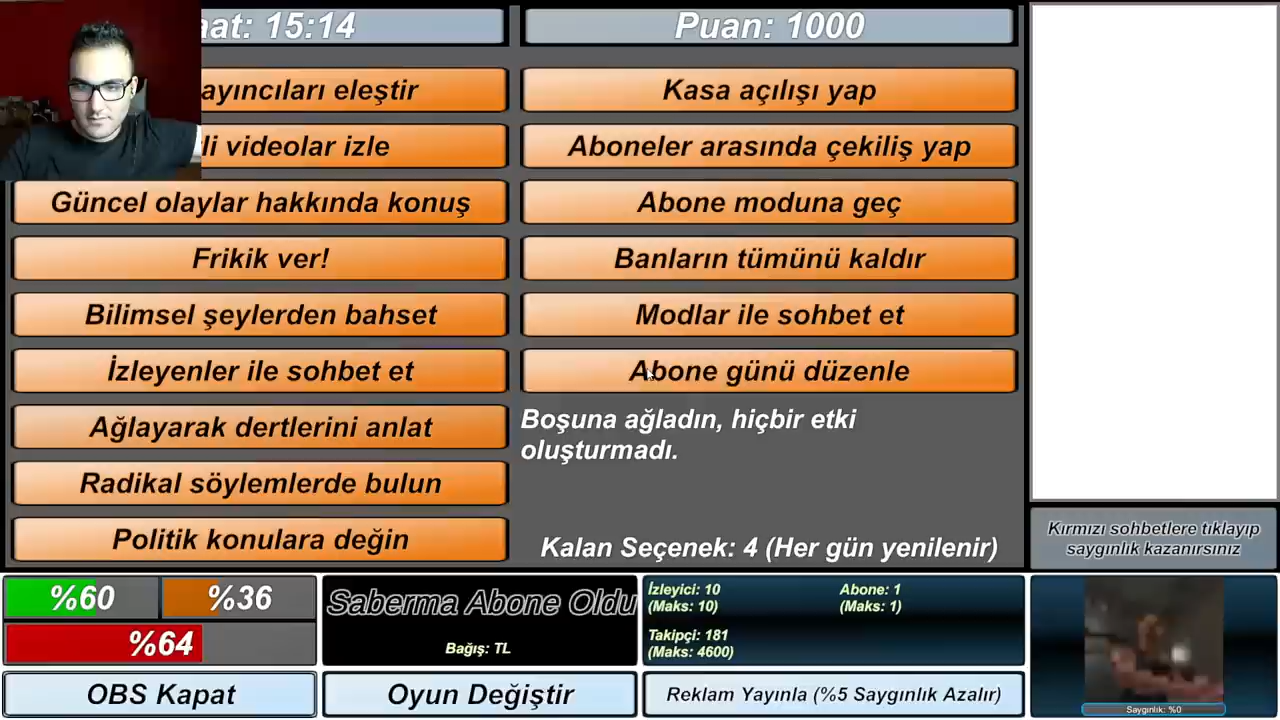 aat: 15:14
Puan: 1000
ayıncıları eleştir
li videolar izle
Güncel olaylar hakkında konuş
Frikik ver!
Bilimsel şeylerden bahset
İzleyenler ile sohbet et
Ağlayarak dertlerini anlat
Radikal söylemlerde bulun
Politik konulara değin
Kasa açılışı yap
Aboneler arasında çekiliş yap
Abone moduna geç
Banların tümünü kaldır
Modlar ile sohbet et
Abone günü düzenle
Boşuna ağladın, hiçbir etki
oluşturmadı.
Kalan Seçenek: 4 (Her gün yenilenir)
Kırmızı sohbetlere tıklayıp
saygınlık kazanırsınız
%60
%36
%64
Saberma Abone Oldu
Bağış: TL
İzleyici: 10
(Maks: 10)
Abone: 1
(Maks: 1)
Takipçi: 181
(Maks: 4600)
Saygınlık: %0
OBS Kapat
Oyun Değiştir
Reklam Yayınla (%5 Saygınlık Azalır)